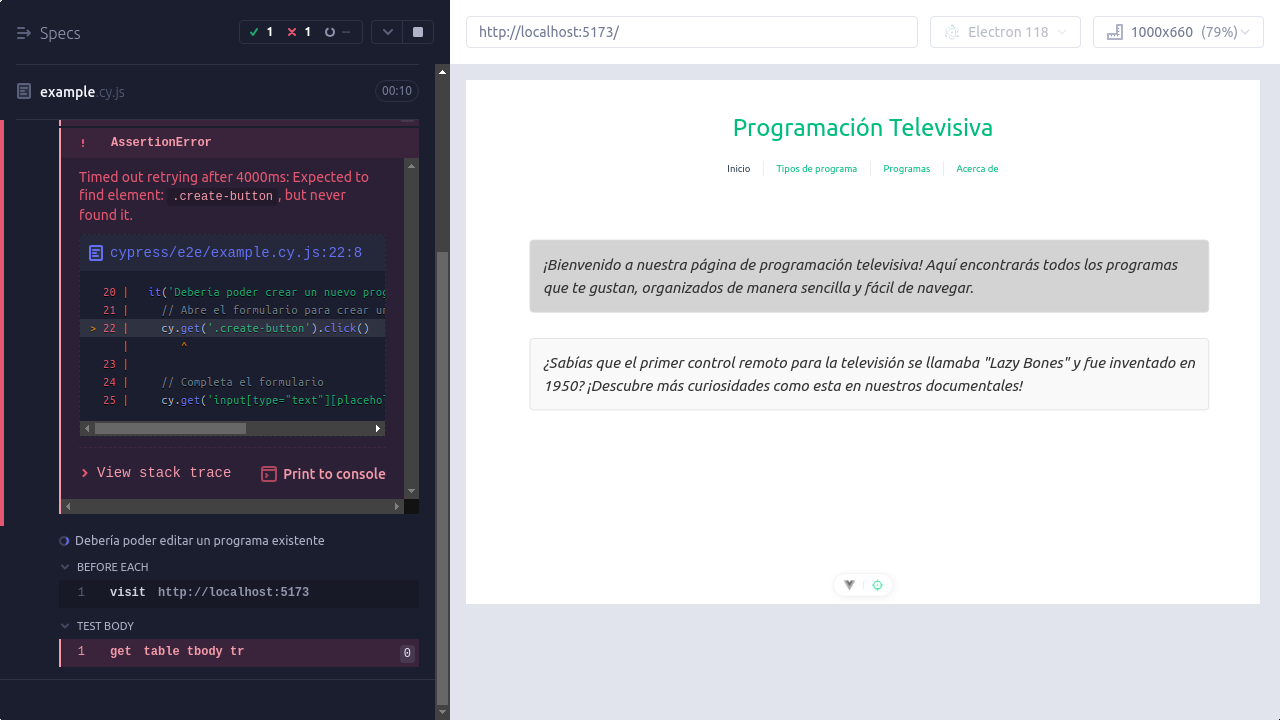 Specs
1
1
--
example.cy.js
00:10
! AssertionError
Timed out retrying after 4000ms: Expected to
find element: .create-button, but never
found it.
cypress/e2e/example.cy.js:22:8
20 | it('Debería poder crear un nuevo prog
21 | // Abre el formulario para crear un
> 22 | cy.get('.create-button').click()
| ^
23 |
24 | // Completa el formulario
25 | cy.get('input[type="text"][placehol
View stack trace
Print to console
Debería poder editar un programa existente
BEFORE EACH
1 visit http://localhost:5173
TEST BODY
1 get table tbody tr 0
http://localhost:5173/
Electron 118
1000x660 (79%)
Programación Televisiva
Inicio
Tipos de programa
Programas
Acerca de
¡Bienvenido a nuestra página de programación televisiva! Aquí encontrarás todos los programas
que te gustan, organizados de manera sencilla y fácil de navegar.
¿Sabías que el primer control remoto para la televisión se llamaba "Lazy Bones" y fue inventado en
1950? ¡Descubre más curiosidades como esta en nuestros documentales!